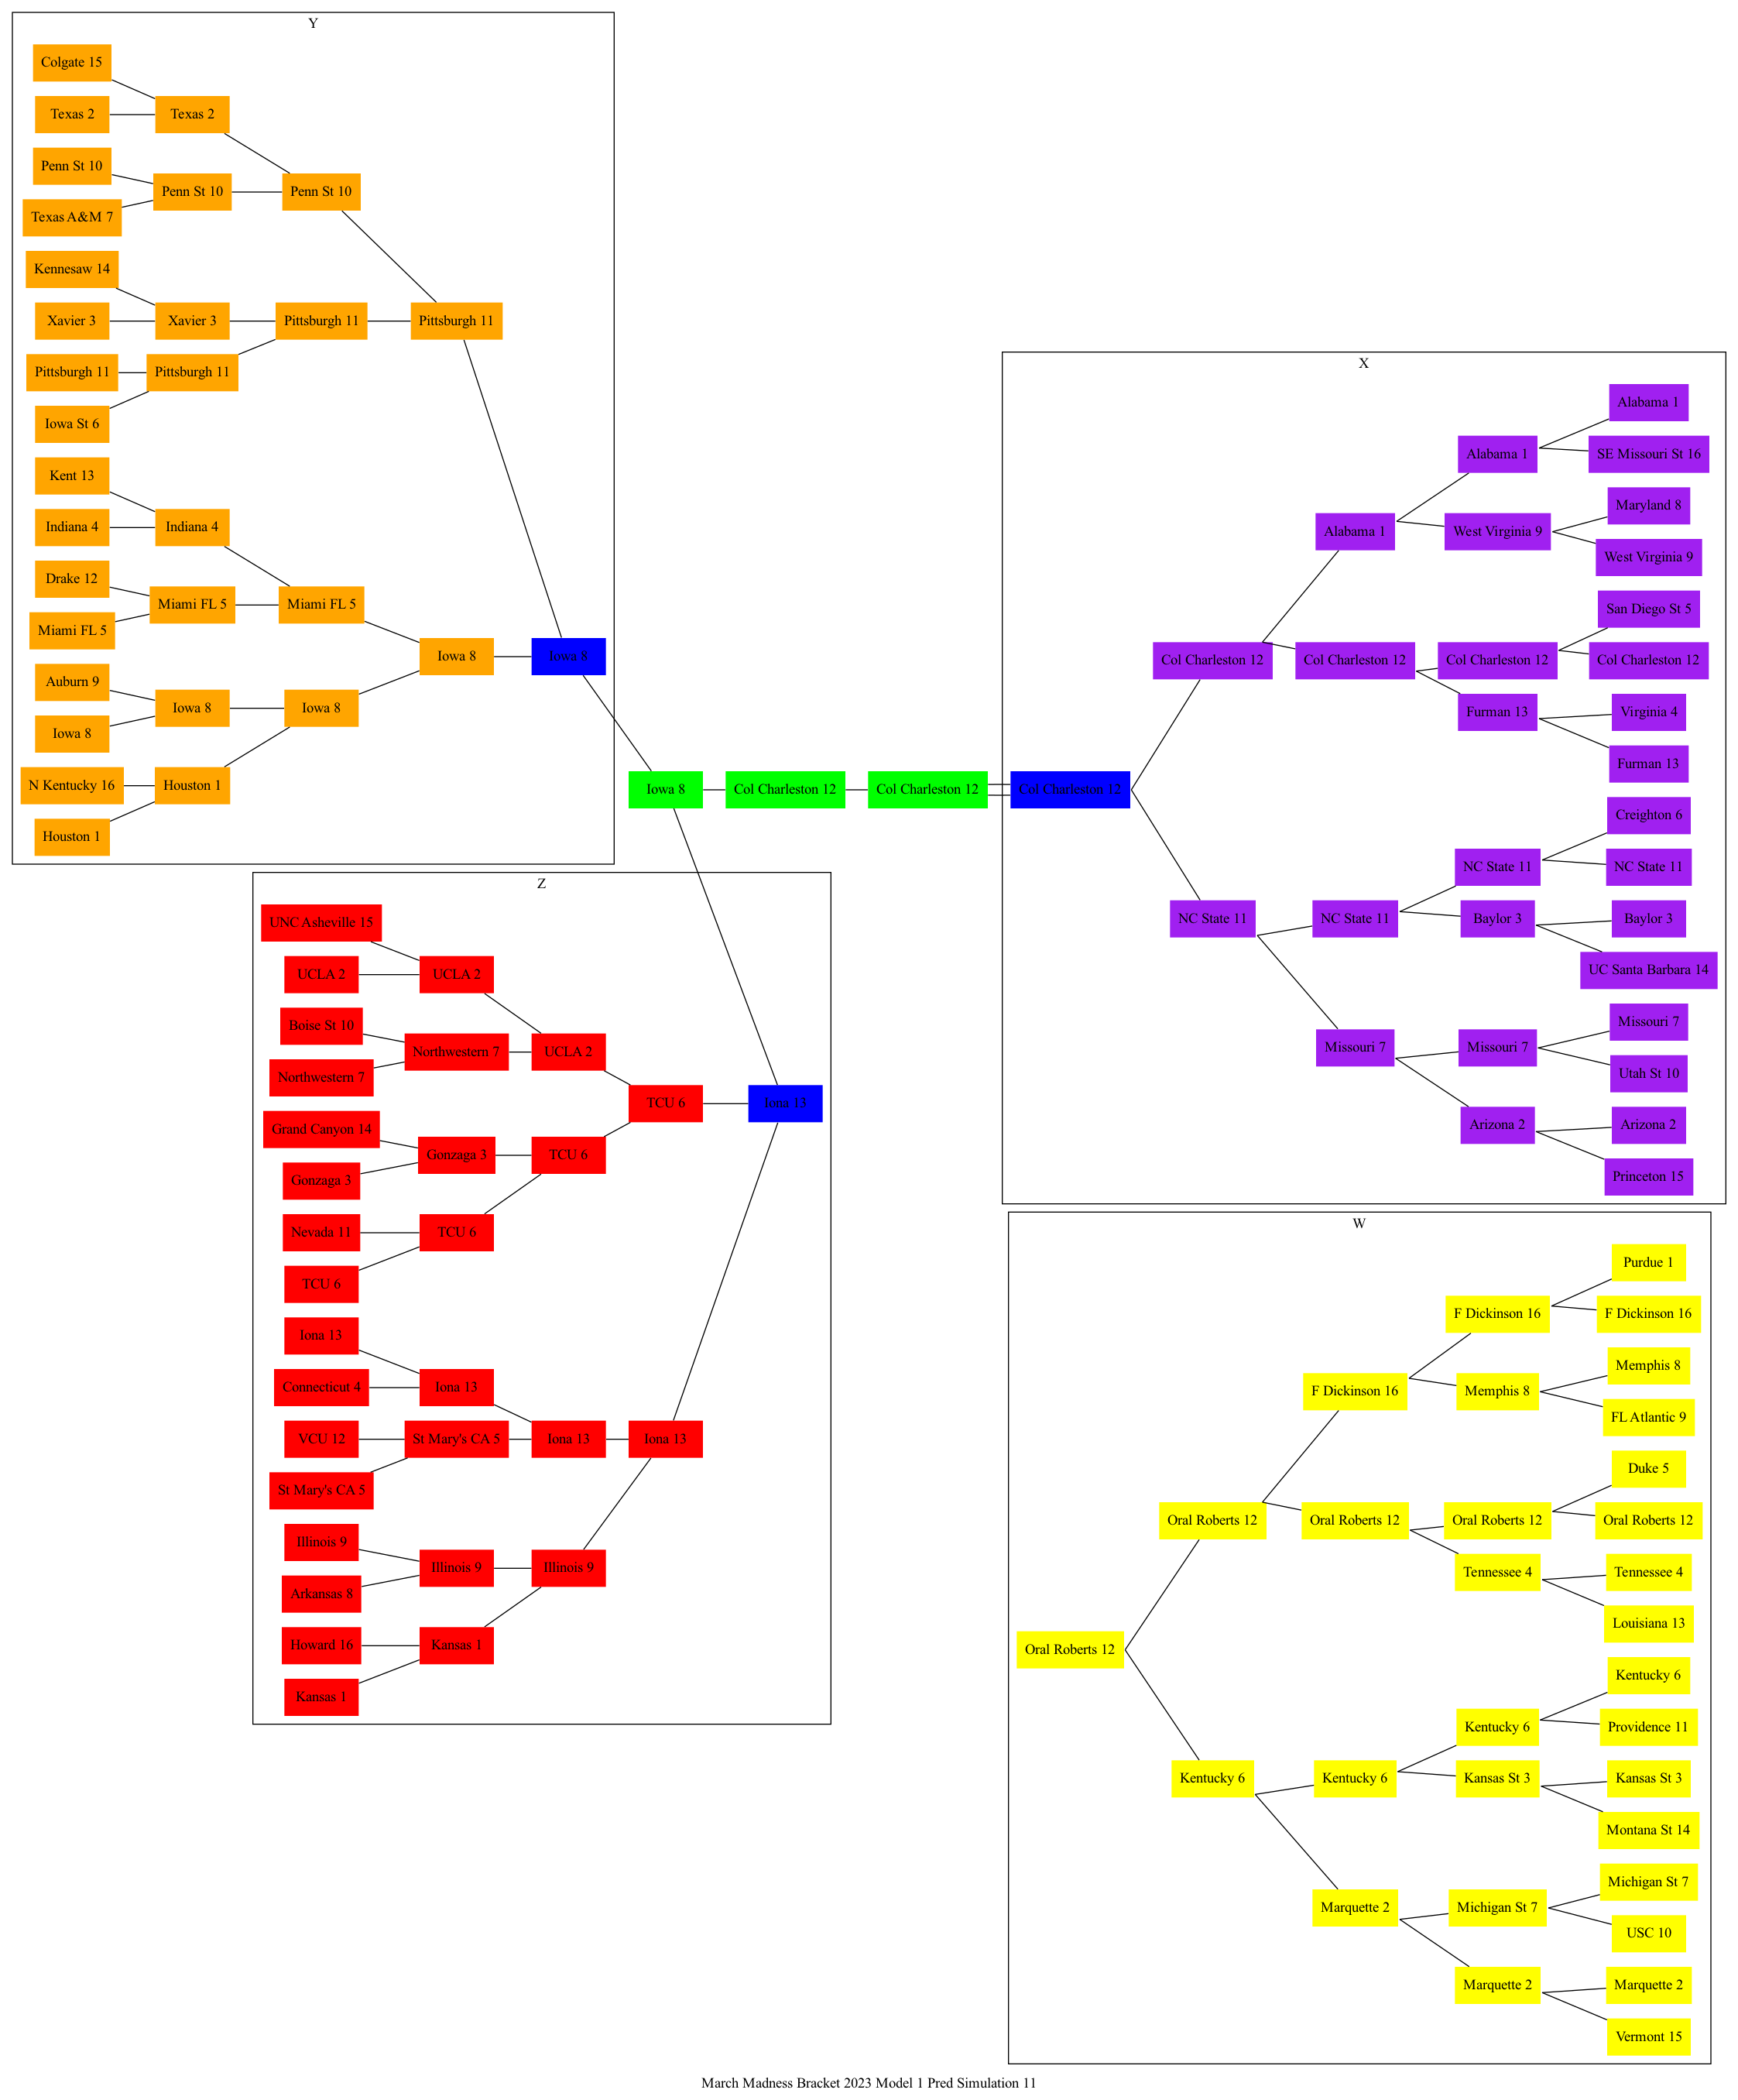 Y
Colgate 15
Texas 2
Texas 2
Penn St 10
Penn St 10
Penn St 10
Texas A&M 7
Kennesaw 14
Xavier 3
Xavier 3
Pittsburgh 11
Pittsburgh 11
Pittsburgh 11
Pittsburgh 11
Iowa St 6
Kent 13
Indiana 4
Indiana 4
Drake 12
Miami FL 5
Miami FL 5
Miami FL 5
Iowa 8
Iowa 8
Auburn 9
Iowa 8
Iowa 8
Iowa 8
N Kentucky 16
Houston 1
Houston 1
Iowa 8
Col Charleston 12
Col Charleston 12
Col Charleston 12
X
Alabama 1
Alabama 1
SE Missouri St 16
Maryland 8
Alabama 1
West Virginia 9
West Virginia 9
San Diego St 5
Col Charleston 12
Col Charleston 12
Col Charleston 12
Col Charleston 12
Furman 13
Virginia 4
Furman 13
Creighton 6
NC State 11
NC State 11
NC State 11
NC State 11
Baylor 3
Baylor 3
UC Santa Barbara 14
Missouri 7
Missouri 7
Missouri 7
Utah St 10
Arizona 2
Arizona 2
Princeton 15
Z
UNC Asheville 15
UCLA 2
UCLA 2
Boise St 10
Northwestern 7
UCLA 2
Northwestern 7
TCU 6
Iona 13
Grand Canyon 14
Gonzaga 3
TCU 6
Gonzaga 3
Nevada 11
TCU 6
TCU 6
Iona 13
Connecticut 4
Iona 13
VCU 12
St Mary's CA 5
Iona 13
Iona 13
St Mary's CA 5
Illinois 9
Illinois 9
Illinois 9
Arkansas 8
Howard 16
Kansas 1
Kansas 1
W
Purdue 1
F Dickinson 16
F Dickinson 16
Memphis 8
F Dickinson 16
Memphis 8
FL Atlantic 9
Duke 5
Oral Roberts 12
Oral Roberts 12
Oral Roberts 12
Oral Roberts 12
Tennessee 4
Tennessee 4
Louisiana 13
Oral Roberts 12
Kentucky 6
Kentucky 6
Providence 11
Kentucky 6
Kentucky 6
Kansas St 3
Kansas St 3
Montana St 14
Michigan St 7
Marquette 2
Michigan St 7
USC 10
Marquette 2
Marquette 2
Vermont 15
March Madness Bracket 2023 Model 1 Pred Simulation 11